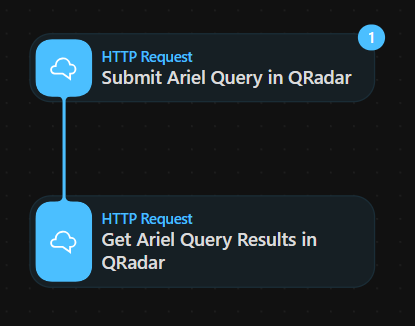 1
HTTP Request
Submit Ariel Query in QRadar
HTTP Request
Get Ariel Query Results in
QRadar